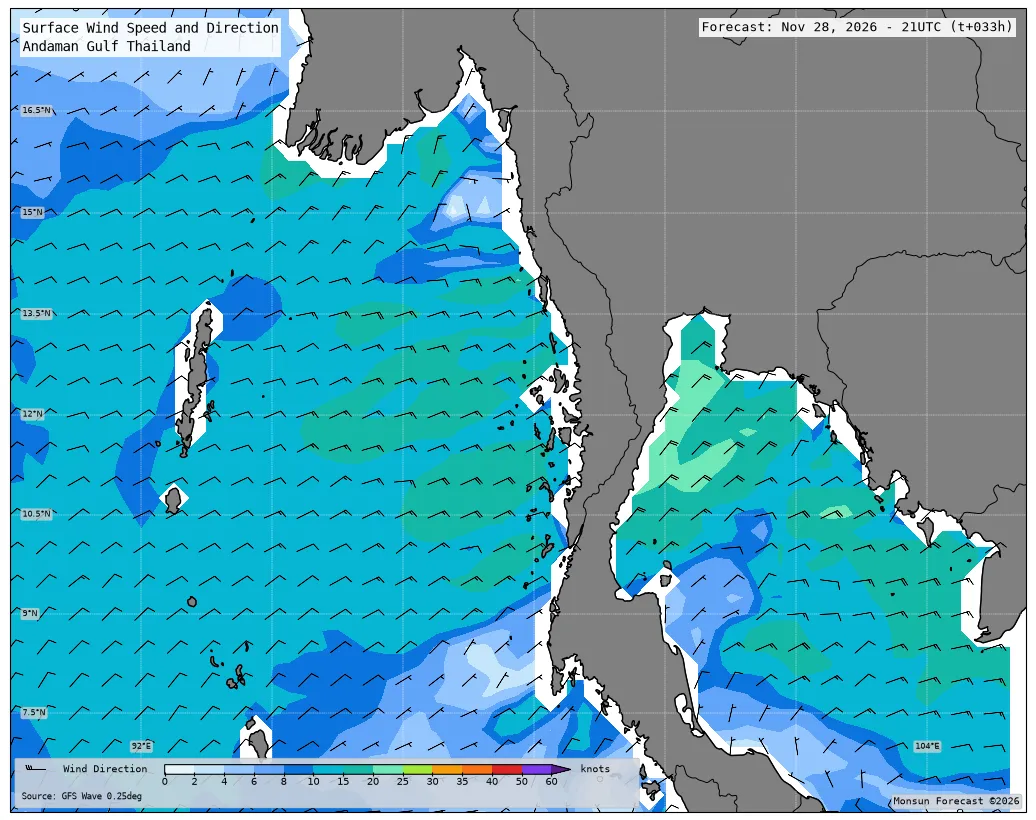 Surface Wind Speed and Direction
Andaman Gulf Thailand
Forecast: Nov 28, 2026 - 21UTC (t+033h)
16.5°N
15°N
13.5°N
12°N
10.5°N
9°N
7.5°N
92°E
104°E
Wind Direction
knots
0 2 4 6 8 10 15 20 25 30 35 40 50 60
Source: GFS Wave 0.25deg
Monsun Forecast ©2026